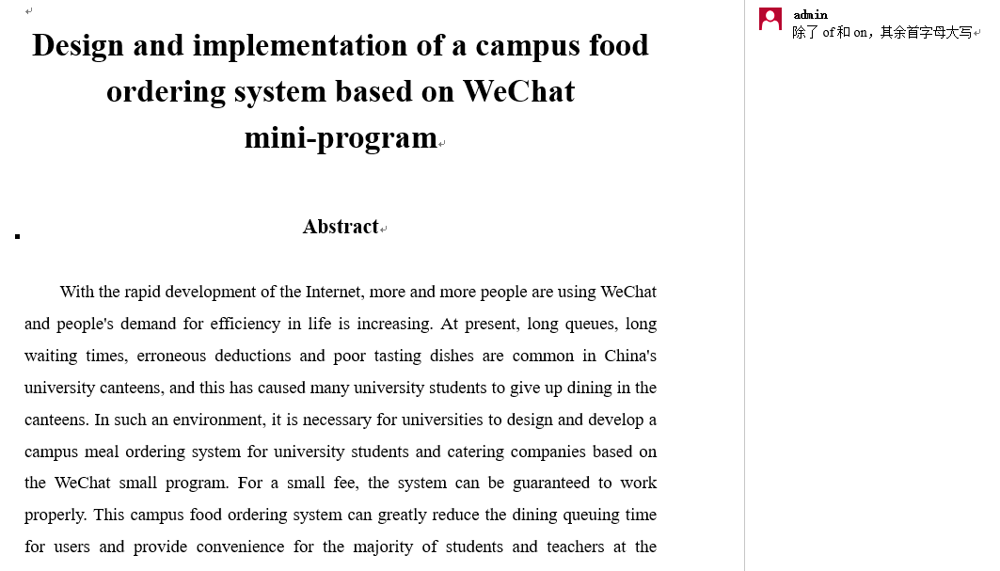 Design and implementation of a campus food
ordering system based on WeChat
mini-program
Abstract
With the rapid development of the Internet, more and more people are using WeChat
and people's demand for efficiency in life is increasing. At present, long queues, long
waiting times, erroneous deductions and poor tasting dishes are common in China's
university canteens, and this has caused many university students to give up dining in the
canteens. In such an environment, it is necessary for universities to design and develop a
campus meal ordering system for university students and catering companies based on
the WeChat small program. For a small fee, the system can be guaranteed to work
properly. This campus food ordering system can greatly reduce the dining queuing time
for users and provide convenience for the majority of students and teachers at the
admin
除了 of 和 on，其余首字母大写